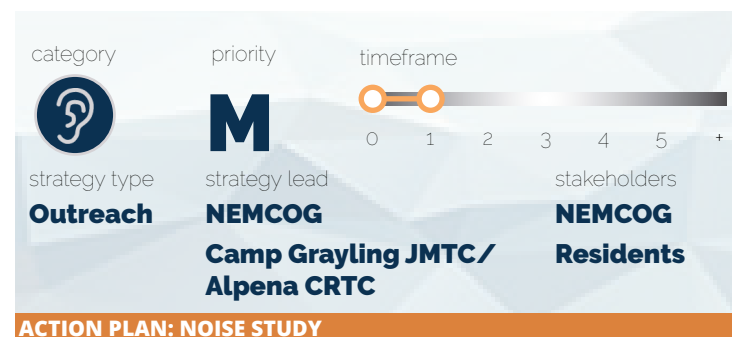 category priority timeframe
M
0 1 2 3 4 5 +
strategy type strategy lead stakeholders
Outreach NEMCOG NEMCOG
Camp Grayling JMTC/ Residents
Alpena CRTC
ACTION PLAN: NOISE STUDY